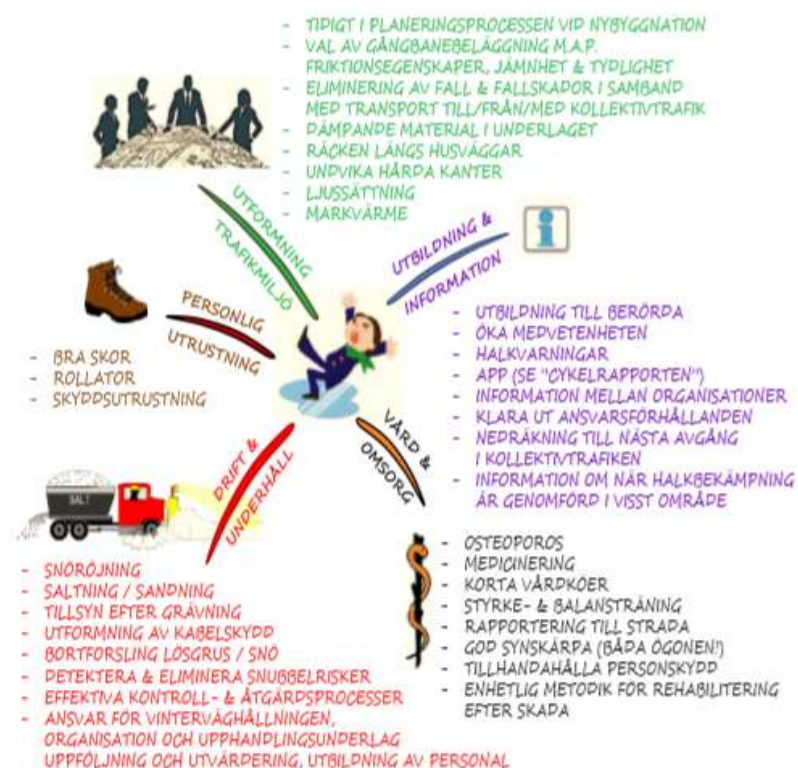 - TIDIGT I PLANERINGSPROCESSEN VID NYBYGGNATION
- VAL AV GÅNGBANEBELÄGGNING M.A.P.
FRIKTIONSEGENSKAPER, JÄMNHET & TYDLIGHET
- ELIMINERING AV FALL & FALLSKADOR I SAMBAND
MED TRANSPORT TILL/FRÅN/MED KOLLEKTIVTRAFIK
- DÄMPANDE MATERIAL I UNDERLAGET
- RÄCKEN LÄNGS HUSVÄGGAR
- UNDVIKA HÅRDA KANTER
- LJUSSÄTTNING
- MARKVÄRME
UTFORMNING
TRAFIKMILJÖ
UTBILDNING &
INFORMATION
i
- UTBILDNING TILL BERÖRDA
- ÖKA MEDVETENHETEN
- HALKVARNINGAR
- APP (SE "CYKELRAPPORTEN")
- INFORMATION MELLAN ORGANISATIONER
- KLARA UT ANSVARSFÖRHÅLLANDEN
- NEDRÄKNING TILL NÄSTA AVGÅNG
I KOLLEKTIVTRAFIKEN
- INFORMATION OM NÄR HALKBEKÄMPNING
ÄR GENOMFÖRD I VISST OMRÅDE
PERSONLIG
UTRUSTNING
- BRA SKOR
- ROLLATOR
- SKYDDSUTRUSTNING
VÅRD &
OMSORG
- OSTEOPOROS
- MEDICINERING
- KORTA VÅRDKÖER
- STYRKE- & BALANSTRÄNING
- RAPPORTERING TILL STRADA
- GOD SYNSKÄRPA (BÅDA ÖGONEN!)
- TILLHANDAHÅLLA PERSONSKYDD
- ENHETLIG METODIK FÖR REHABILITERING
EFTER SKADA
DRIFT &
UNDERHÅLL
SALT
- SNÖRÖJNING
- SALTNING / SANDNING
- TILLSYN EFTER GRÄVNING
- UTFORMNING AV KABELSKYDD
- BORTFORSLING LÖSGRUS / SNÖ
- DETEKTERA & ELIMINERA SNUBBELRISKER
- EFFEKTIVA KONTROLL- & ÅTGÄRDSPROCESSER
- ANSVAR FÖR VINTERVÄGHÅLLNINGEN,
ORGANISATION OCH UPPHANDLINGSUNDERLAG
UPPFÖLJNING OCH UTVÄRDERING, UTBILDNING AV PERSONAL